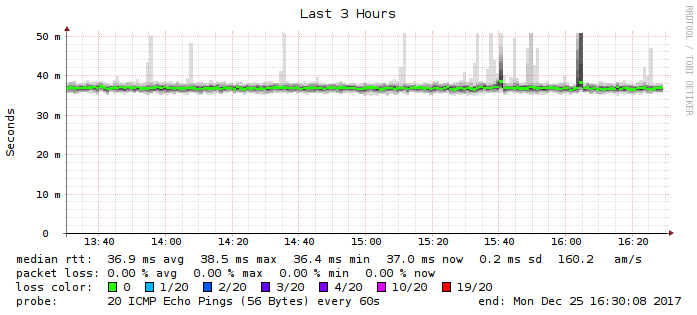 Last 3 Hours
RRDTOOL / TOBI OETIKER
Seconds
50 m
40 m
30 m
20 m
10 m
0
13:40 14:00 14:20 14:40 15:00 15:20 15:40 16:00 16:20
median rtt: 36.9 ms avg 38.5 ms max 36.4 ms min 37.0 ms now 0.2 ms sd 160.2 am/s
packet loss: 0.00 % avg 0.00 % max 0.00 % min 0.00 % now
loss color: 0 1/20 2/20 3/20 4/20 10/20 19/20
probe: 20 ICMP Echo Pings (56 Bytes) every 60s end: Mon Dec 25 16:30:08 2017